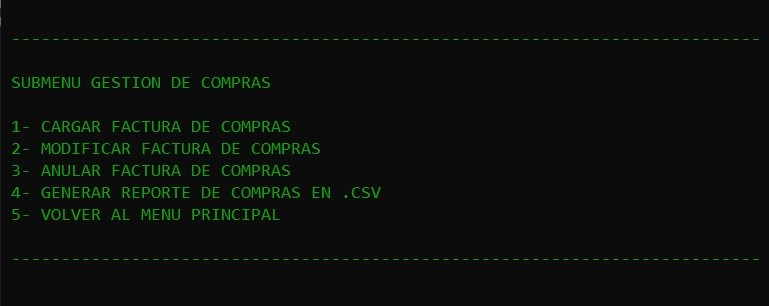 ---------------------------------------------------------------------------
SUBMENU GESTION DE COMPRAS
1- CARGAR FACTURA DE COMPRAS
2- MODIFICAR FACTURA DE COMPRAS
3- ANULAR FACTURA DE COMPRAS
4- GENERAR REPORTE DE COMPRAS EN .CSV
5- VOLVER AL MENU PRINCIPAL
---------------------------------------------------------------------------